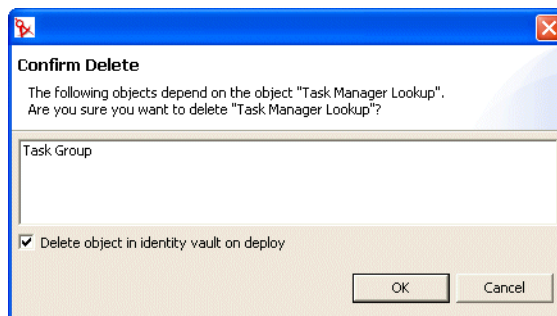 Confirm Delete
The following objects depend on the object "Task Manager Lookup".
Are you sure you want to delete "Task Manager Lookup"?
Task Group
Delete object in identity vault on deploy
OK Cancel